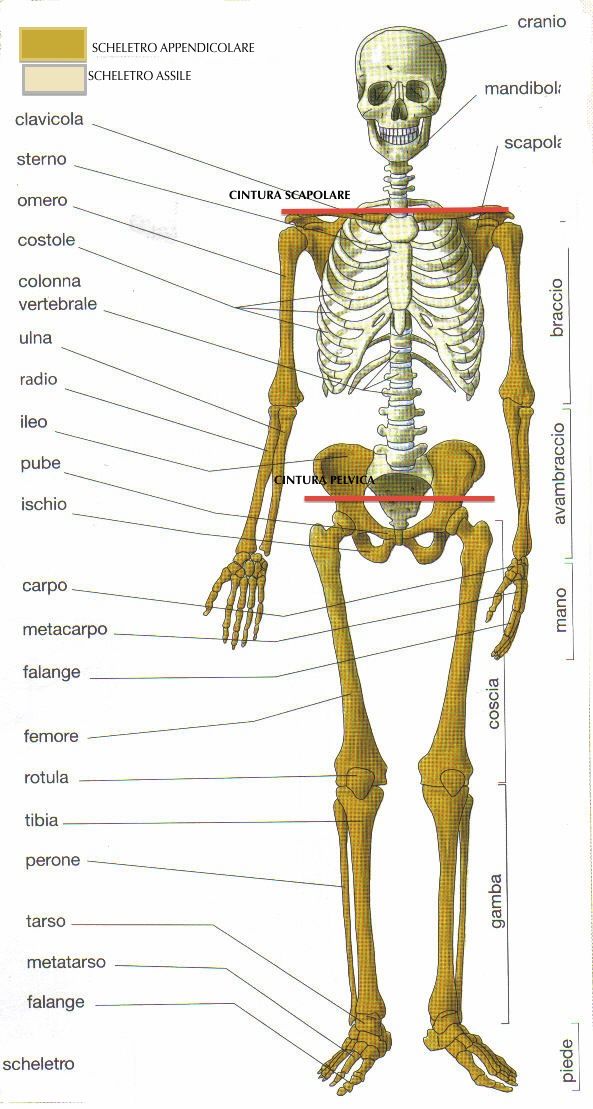 SCHELETRO APPENDICOLARE
SCHELETRO ASSILE
cranio
mandibola
scapola
clavicola
sterno
omero
costole
colonna
vertebrale
ulna
radio
ileo
pube
ischio
CINTURA SCAPOLARE
CINTURA PELVICA
braccio
avambraccio
mano
carpo
metacarpo
falange
femore
rotula
tibia
perone
tarso
metatarso
falange
coscia
gamba
piede
scheletro